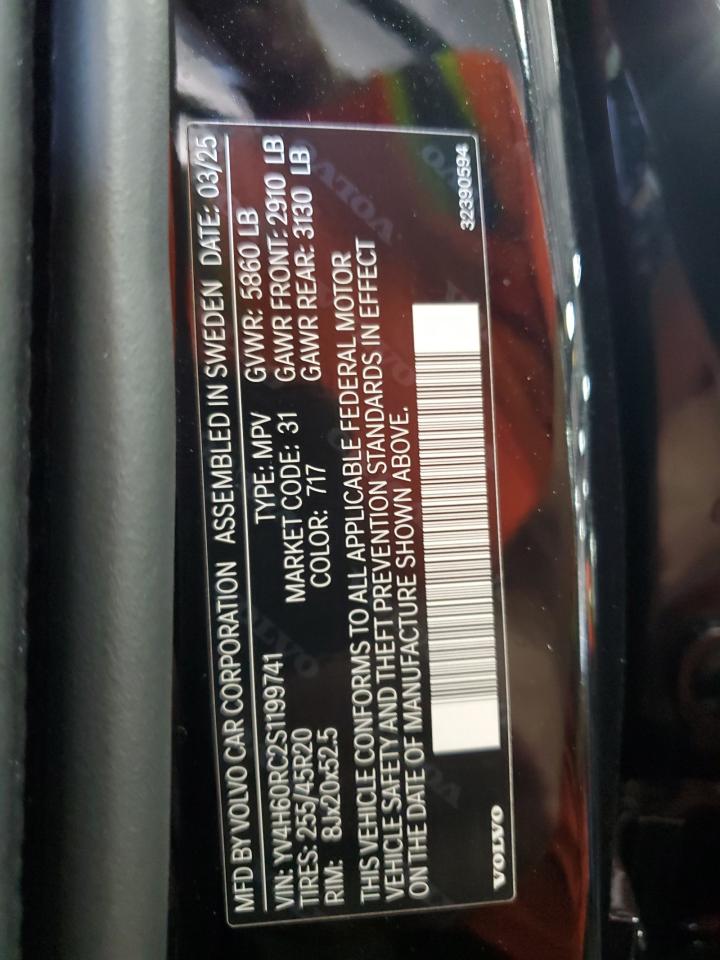 MFD BY VOLVO CAR CORPORATION ASSEMBLED IN SWEDEN DATE: 03/25
VIN: YV4H60RC2S1199741 TYPE: MPV GVWR: 5860 LB
TIRES: 255/45R20 MARKET CODE: 31 GAWR FRONT: 2910 LB
RIM: 8Jx20x52.5 COLOR: 717 GAWR REAR: 3130 LB
THIS VEHICLE CONFORMS TO ALL APPLICABLE FEDERAL MOTOR
VEHICLE SAFETY AND THEFT PREVENTION STANDARDS IN EFFECT
ON THE DATE OF MANUFACTURE SHOWN ABOVE.
VOLVO 32390594